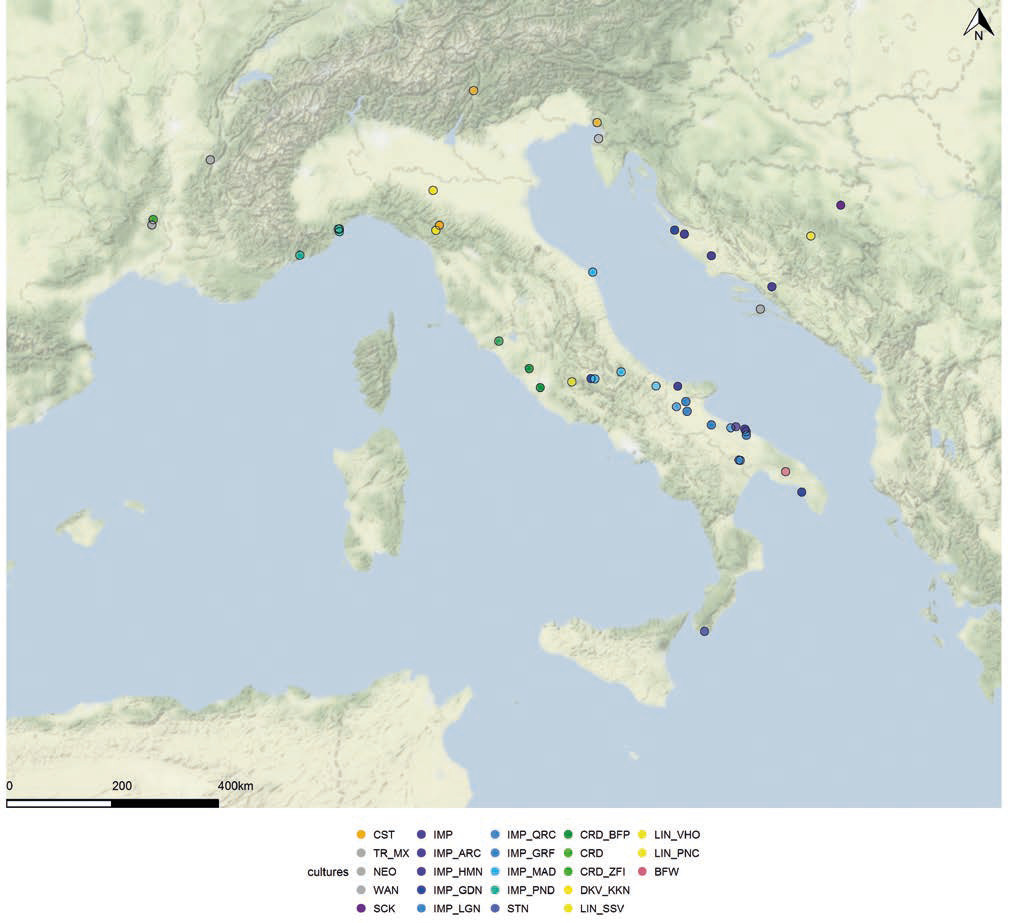 N
0 200 400km
CST IMP IMP_QRC CRD_BFP LIN_VHO
TR_MX IMP_ARC IMP_GRF CRD LIN_PNC
cultures NEO IMP_HMN IMP_MAD CRD_ZFI BFW
WAN IMP_GDN IMP_PND DKV_KKN
SCK IMP_LGN STN LIN_SSV